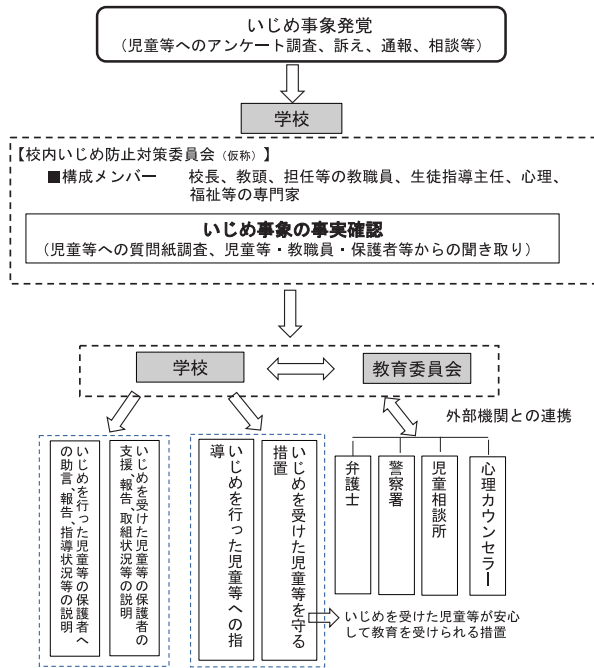 いじめ事象発覚
(児童等へのアンケート調査、訴え、通報、相談等)
学校
【校内いじめ防止対策委員会（仮称）】
■構成メンバー　校長、教頭、担任等の教職員、生徒指導主任、心理、
福祉等の専門家
いじめ事象の事実確認
(児童等への質問紙調査、児童等・教職員・保護者等からの聞き取り)
学校
教育委員会
外部機関との連携
いじめを受けた児童等の保護者の
支援、報告、取組状況等の説明
いじめを行った児童等の保護者へ
の助言、報告、指導状況等の説明
いじめを受けた児童等を守る
措置
いじめを行った児童等への指
導
弁護士
警察署
児童相談所
心理カウンセラー
いじめを受けた児童等が安心
して教育を受けられる措置